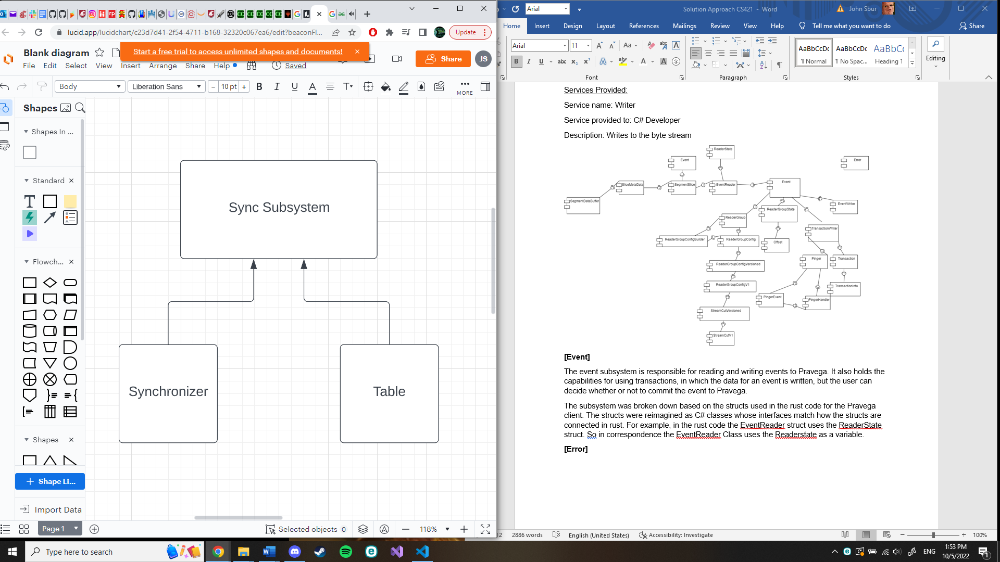 lucid.app/lucidchart/c23d7d41-2f54-4711-b168-32320c067ea6/edit?beaconFl...
Update
Blank diagram
Start a free trial to access unlimited shapes and documents!
Share
JS
File Edit Select View Insert Arrange Share Help
Saved
Body
Liberation Sans
10 pt
B I U A T
MORE
Shapes
Shapes In ...
Standard
T
Flowch...
Shapes
Shape Li...
Import Data
Sync Subsystem
Synchronizer
Table
Page 1
Selected objects 0
118%
Arial
Solution Approach CS421 - Word
John Sbur
Home Insert Design Layout References Mailings Review View Help Tell me what you want to do
Share
Arial
11
Aa
B I U abc X₂ X²
AaBbCcDc AaBbCcDc AaBbCc
¶ Normal ¶ No Spac... Heading 1
Editing
Font
Paragraph
Styles
Services Provided:
Service name: Writer
Service provided to: C# Developer
Description: Writes to the byte stream
ReaderState
Event
Error
SliceMetaData
SegmentSlice
EventReader
Event
SegmentDataBuffer
EventWriter
ReaderGroupState
ReaderGroup
TransactionWriter
ReaderGroupConfigBuilder
ReaderGroupConfig
Offset
Pinger
Transaction
ReaderGroupConfigVersioned
ReaderGroupConfigV1
TransactionInfo
PingerEvent
PingerHandler
StreamCutVersioned
StreamCutV1
[Event]
The event subsystem is responsible for reading and writing events to Pravega. It also holds the
capabilities for using transactions, in which the data for an event is written, but the user can
decide whether or not to commit the event to Pravega.
The subsystem was broken down based on the structs used in the rust code for the Pravega
client. The structs were reimagined as C# classes whose interfaces match how the structs are
connected in rust. For example, in the rust code the EventReader struct uses the ReaderState
struct. So in correspondence the EventReader Class uses the Readerstate as a variable.
[Error]
2886 words
English (United States)
Accessibility: Investigate
100%
Type here to search
ENG
1:53 PM
10/5/2022